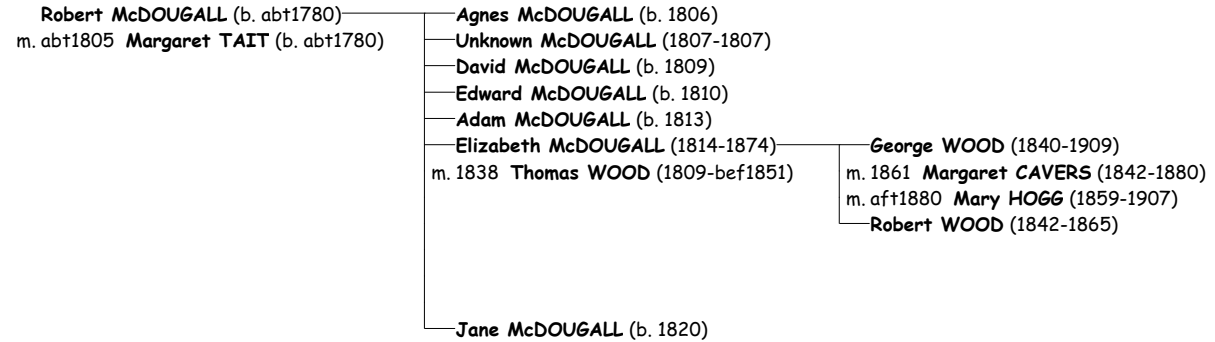 Robert McDOUGALL (b. abt1780)
m. abt1805 Margaret TAIT (b. abt1780)
Agnes McDOUGALL (b. 1806)
Unknown McDOUGALL (1807-1807)
David McDOUGALL (b. 1809)
Edward McDOUGALL (b. 1810)
Adam McDOUGALL (b. 1813)
Elizabeth McDOUGALL (1814-1874)
m. 1838 Thomas WOOD (1809-bef1851)
George WOOD (1840-1909)
m. 1861 Margaret CAVERS (1842-1880)
m. aft1880 Mary HOGG (1859-1907)
Robert WOOD (1842-1865)
Jane McDOUGALL (b. 1820)